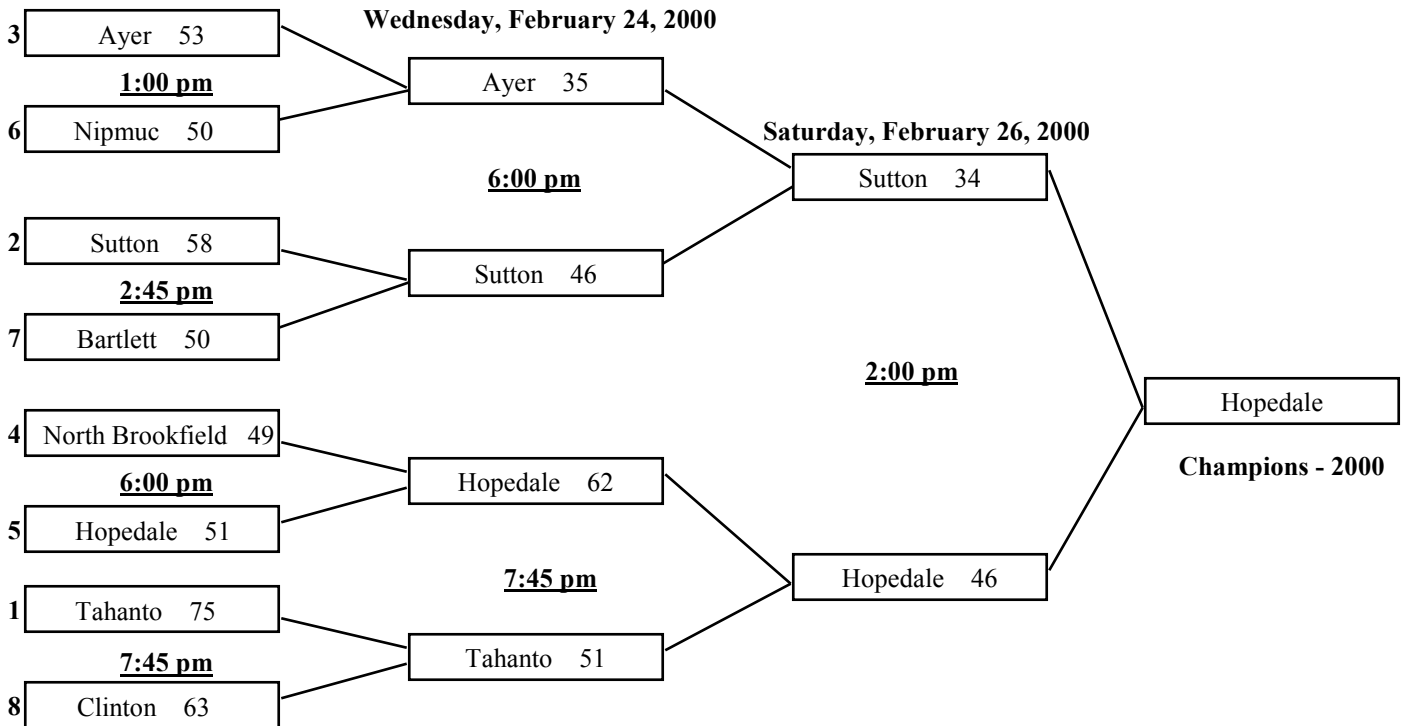 Wednesday, February 24, 2000
3 Ayer 53
1:00 pm
6 Nipmuc 50
2 Sutton 58
2:45 pm
7 Bartlett 50
4 North Brookfield 49
6:00 pm
5 Hopedale 51
1 Tahanto 75
7:45 pm
8 Clinton 63
Ayer 35
6:00 pm
Sutton 46
Hopedale 62
7:45 pm
Tahanto 51
Saturday, February 26, 2000
Sutton 34
2:00 pm
Hopedale 46
Hopedale
Champions - 2000